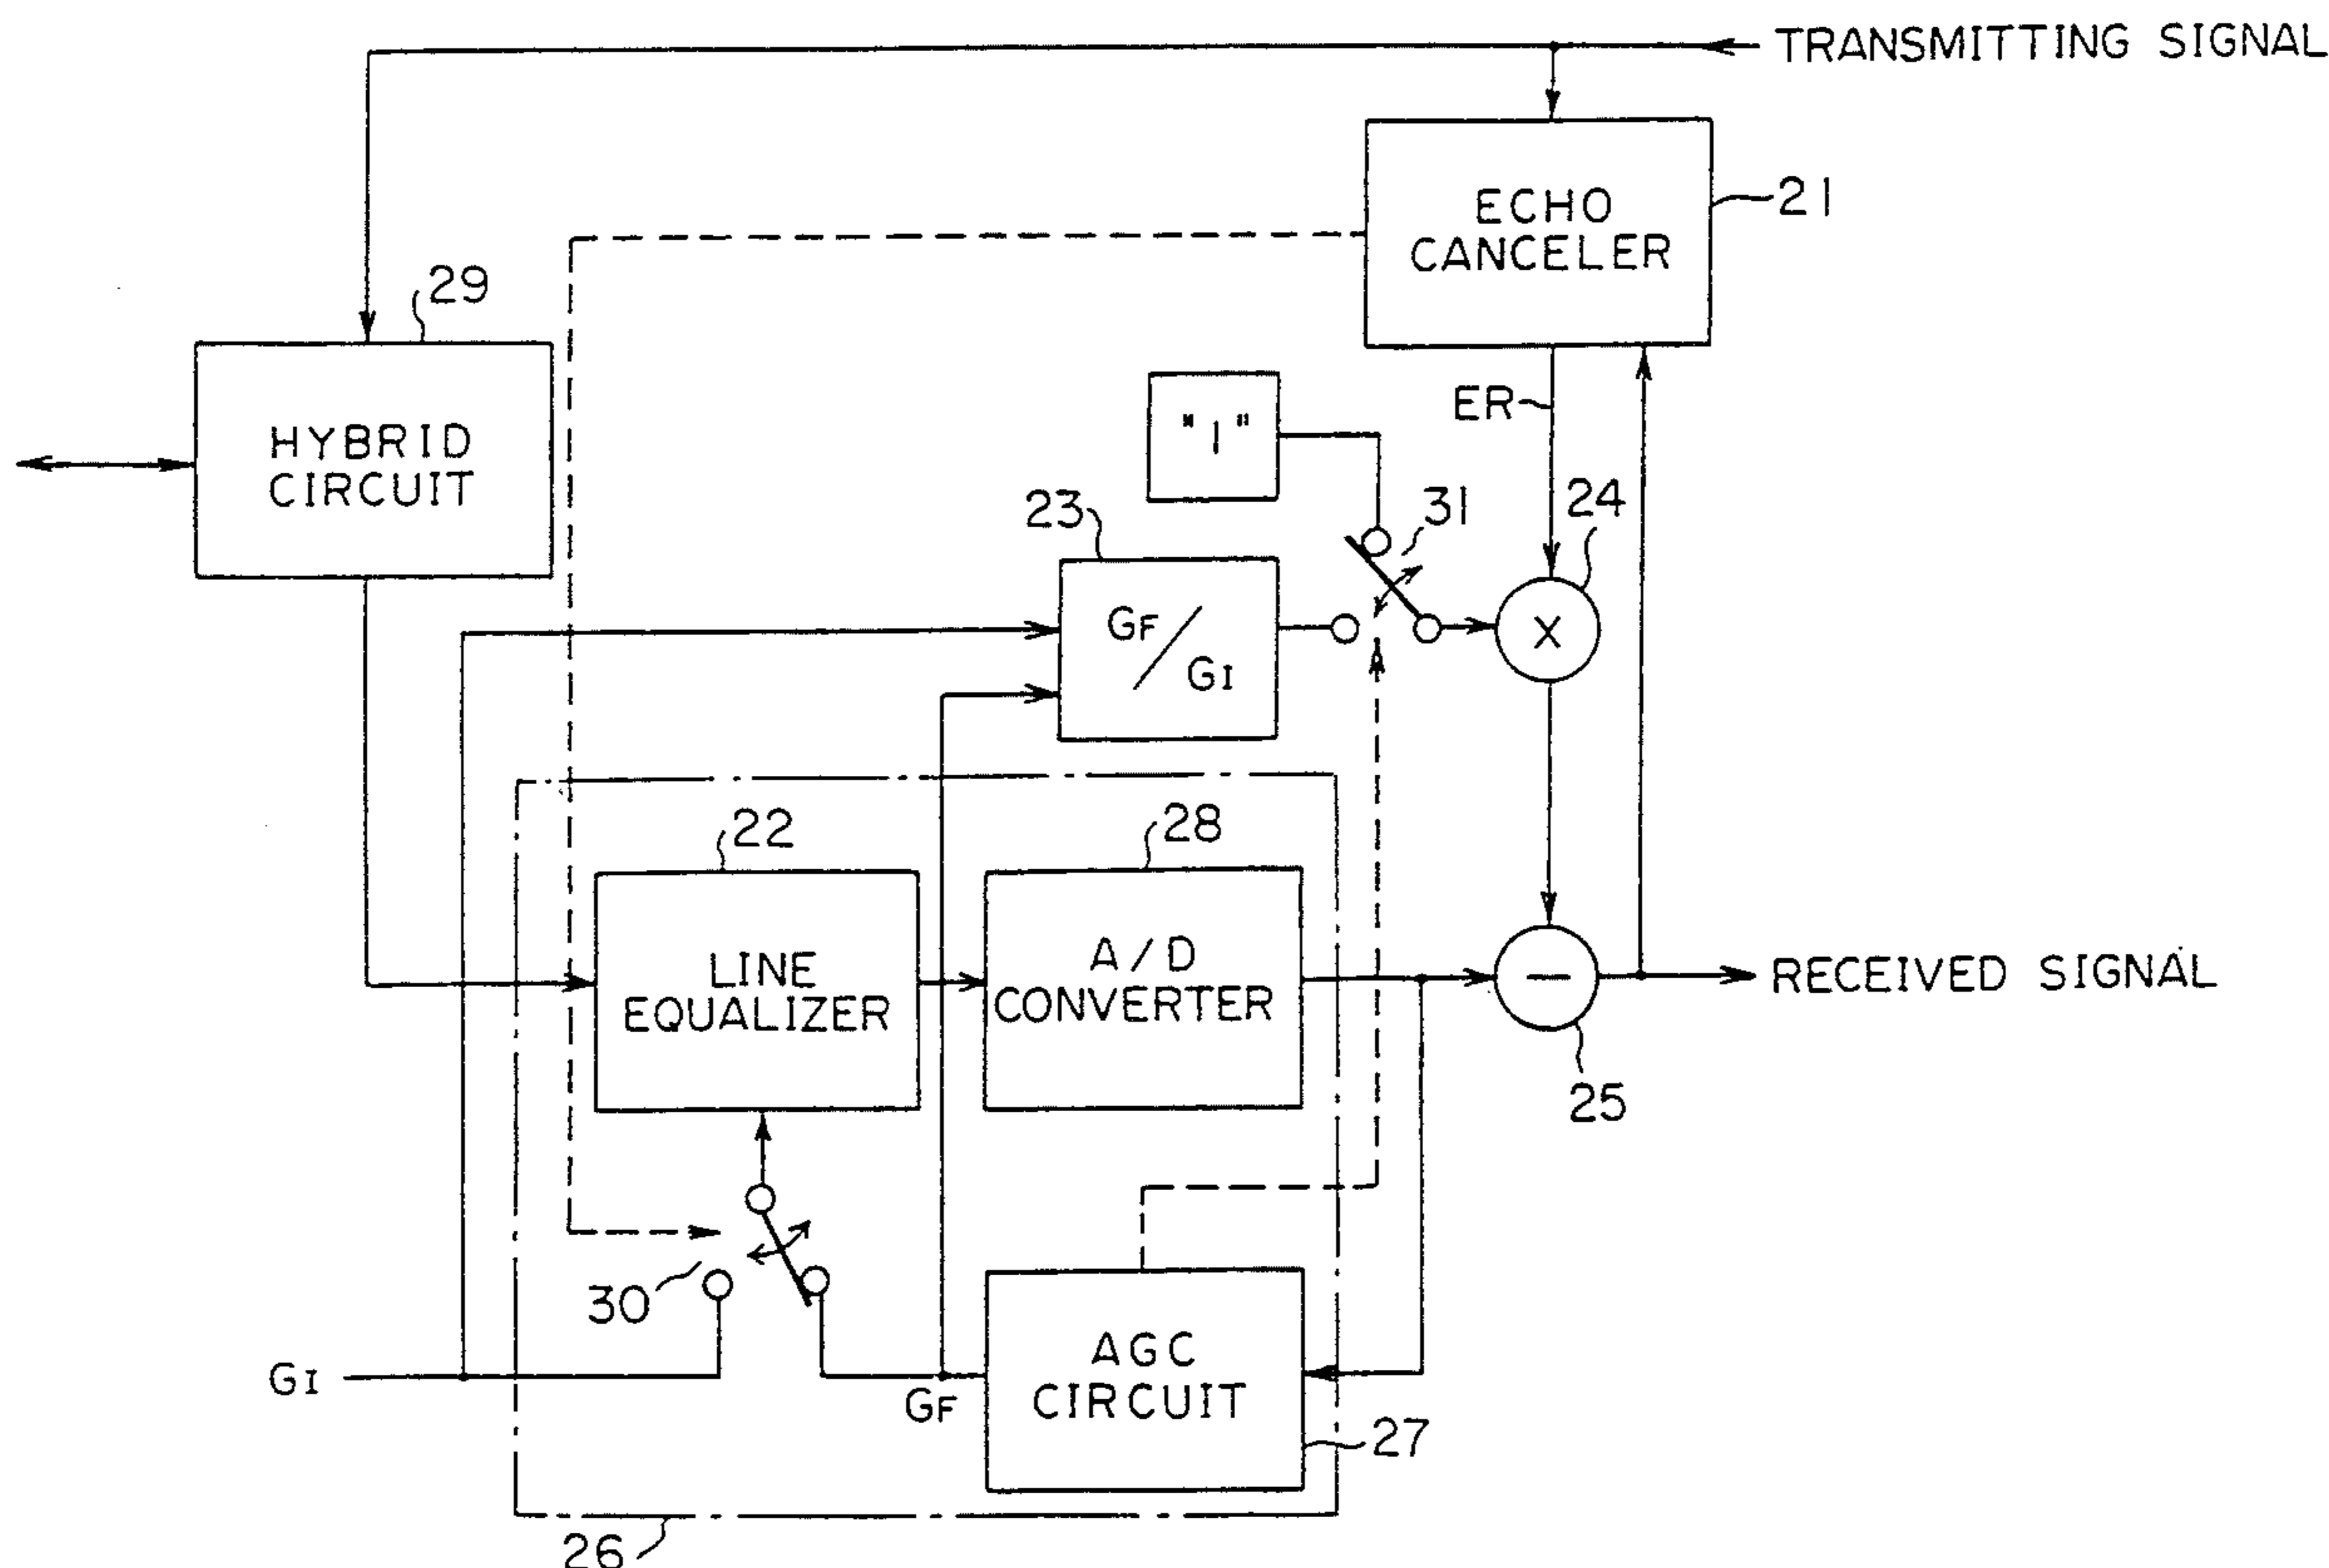 TRANSMITTING SIGNAL
ECHO
CANCELER
21
29
HYBRID
CIRCUIT
"1"
ER
23
31
24
GF/GI
X
22
28
LINE
EQUALIZER
A/D
CONVERTER
—
RECEIVED SIGNAL
25
30
GI
GF
AGC
CIRCUIT
27
26